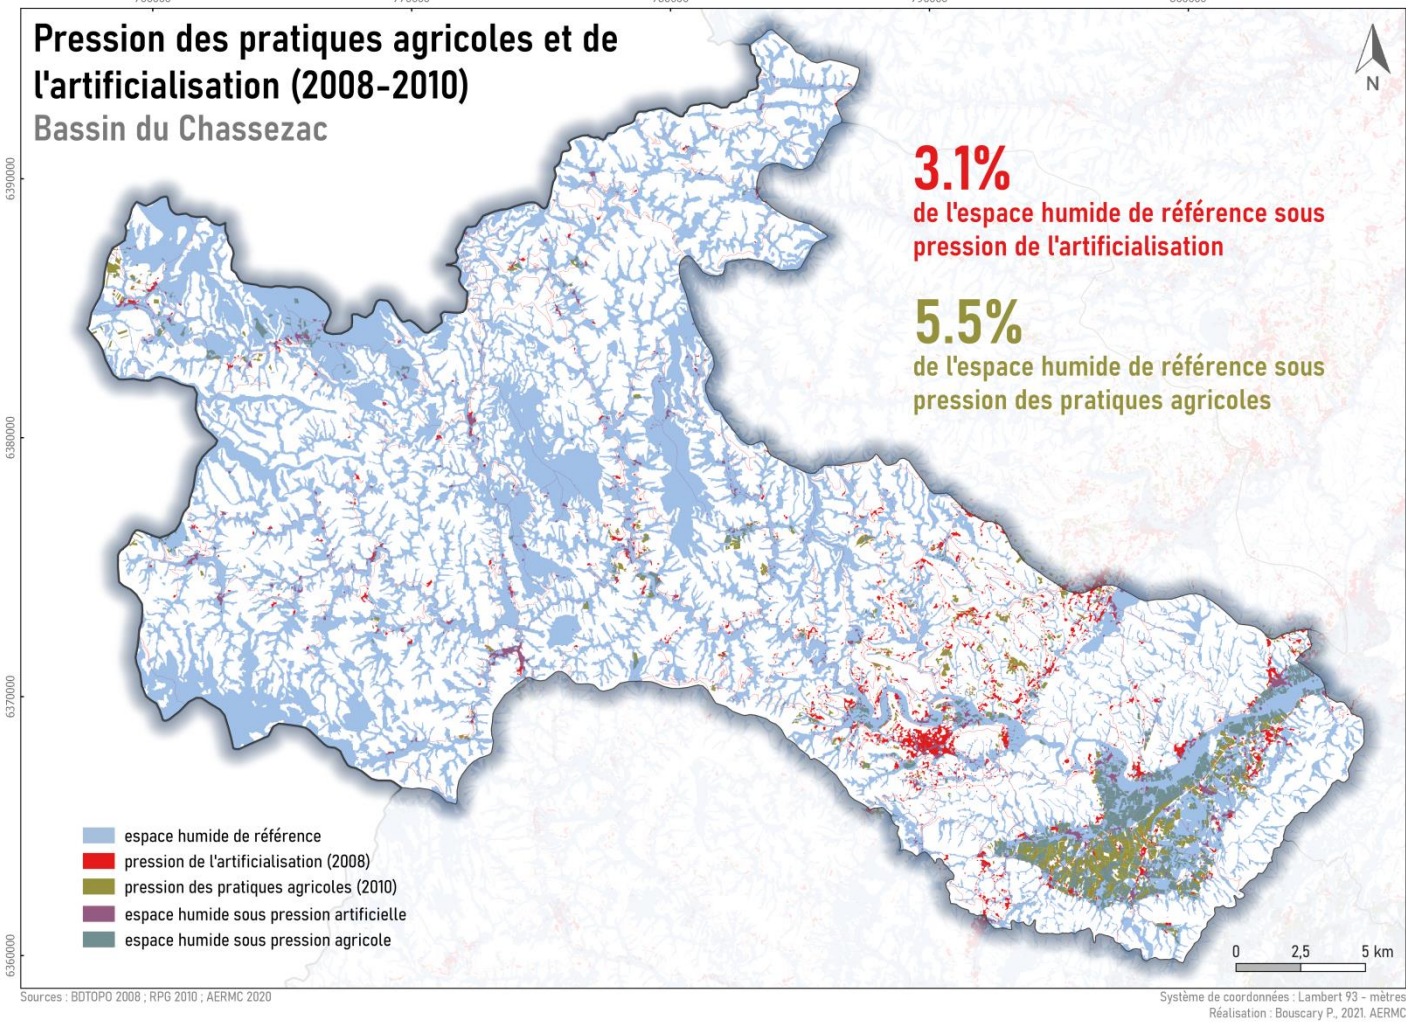 Pression des pratiques agricoles et de
l'artificialisation (2008-2010)
Bassin du Chassezac
N
3.1%
de l'espace humide de référence sous
pression de l'artificialisation
5.5%
de l'espace humide de référence sous
pression des pratiques agricoles
6390000
6380000
6370000
6360000
espace humide de référence
pression de l'artificialisation (2008)
pression des pratiques agricoles (2010)
espace humide sous pression artificielle
espace humide sous pression agricole
0 2,5 5 km
Sources : BDTOPO 2008 ; RPG 2010 ; AERMC 2020
Système de coordonnées : Lambert 93 - mètres
Réalisation : Bouscary P., 2021. AERMC